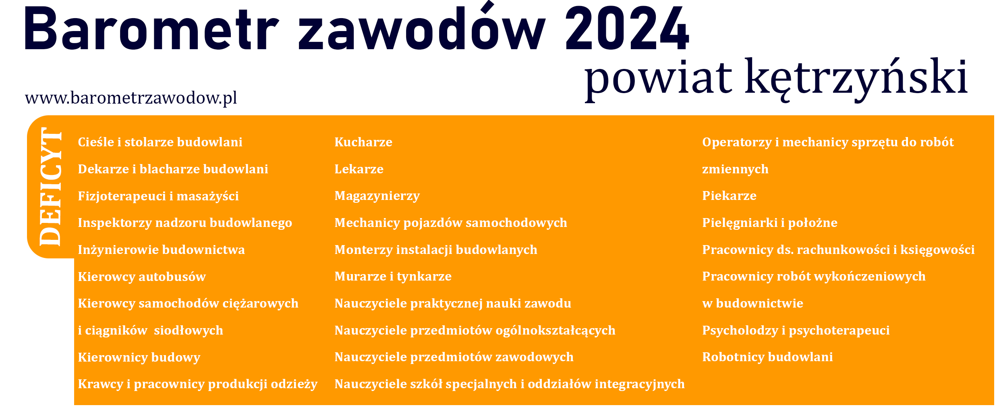 Barometr zawodów 2024
powiat kętrzyński
www.barometrzawodow.pl
DEFICYT
Cieśle i stolarze budowlani
Dekarze i blacharze budowlani
Fizjoterapeuci i masażyści
Inspektorzy nadzoru budowlanego
Inżynierowie budownictwa
Kierowcy autobusów
Kierowcy samochodów ciężarowych
i ciągników  siodłowych
Kierownicy budowy
Krawcy i pracownicy produkcji odzieży
Kucharze
Lekarze
Magazynierzy
Mechanicy pojazdów samochodowych
Monterzy instalacji budowlanych
Murarze i tynkarze
Nauczyciele praktycznej nauki zawodu
Nauczyciele przedmiotów ogólnokształcących
Nauczyciele przedmiotów zawodowych
Nauczyciele szkół specjalnych i oddziałów integracyjnych
Operatorzy i mechanicy sprzętu do robót
zmiennych
Piekarze
Pielęgniarki i położne
Pracownicy ds. rachunkowości i księgowości
Pracownicy robót wykończeniowych
w budownictwie
Psycholodzy i psychoterapeuci
Robotnicy budowlani